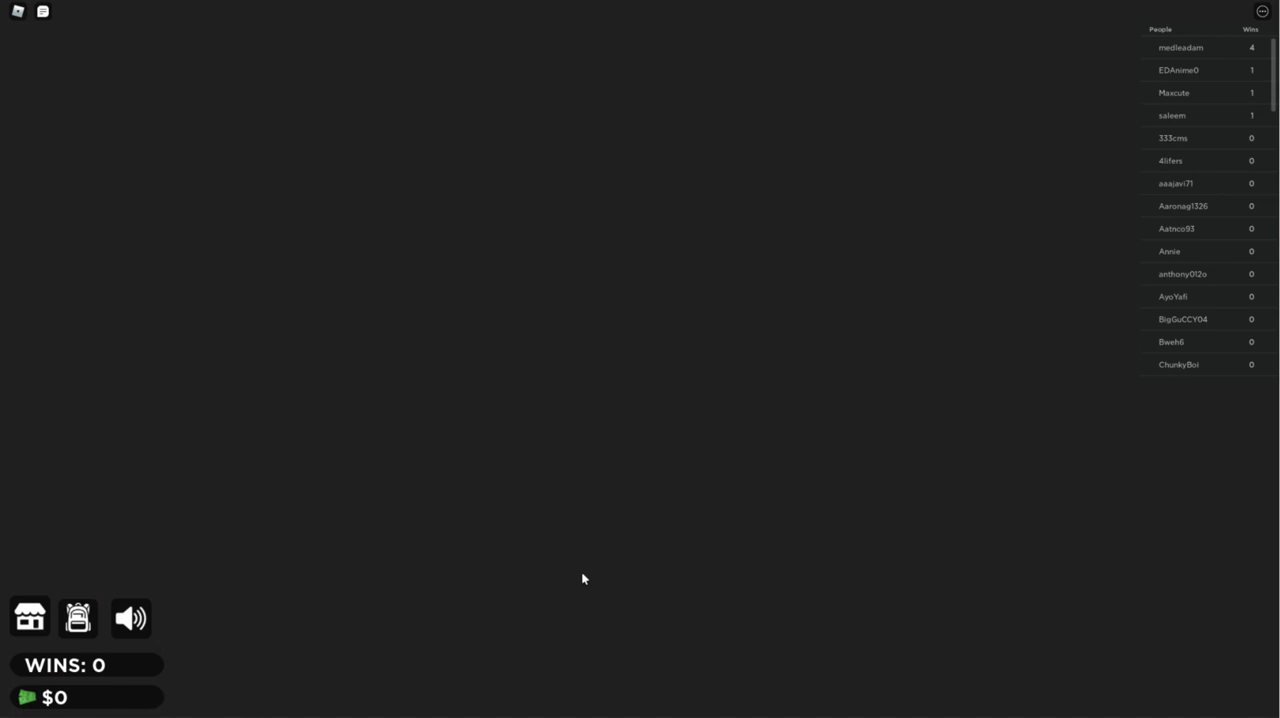 People Wins
medleadam 4
EDAnime0 1
Maxcute 1
saleem 1
333cms 0
4lifers 0
aaajavi71 0
Aaronag1326 0
Aatnco93 0
Annie 0
anthony012o 0
AyoYafi 0
BigGuCCY04 0
Bweh6 0
ChunkyBoi 0
WINS: 0
$0